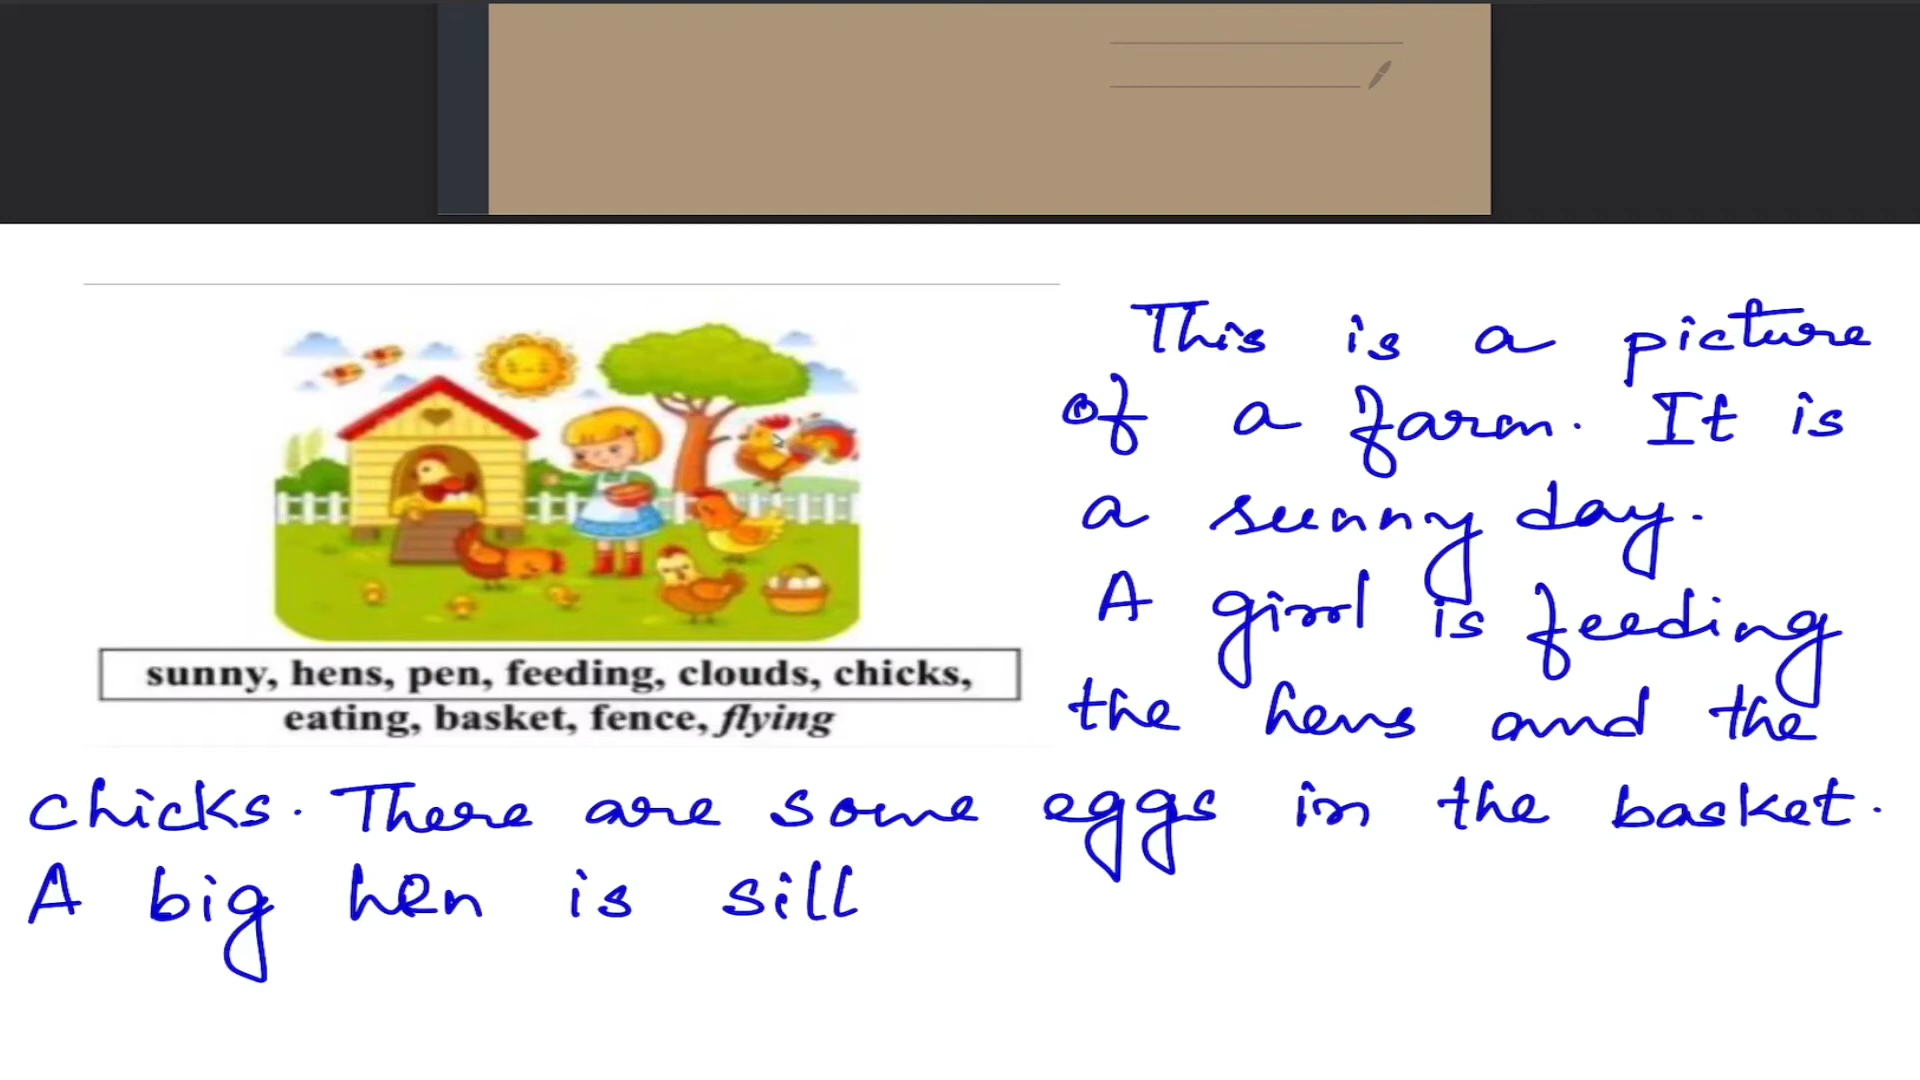 This is a picture
of a farm. It is
a sunny day.
A girl is feeding
the hens and the
sunny, hens, pen, feeding, clouds, chicks,
eating, basket, fence, flying
chicks. There are some eggs in the basket.
A big hen is sill